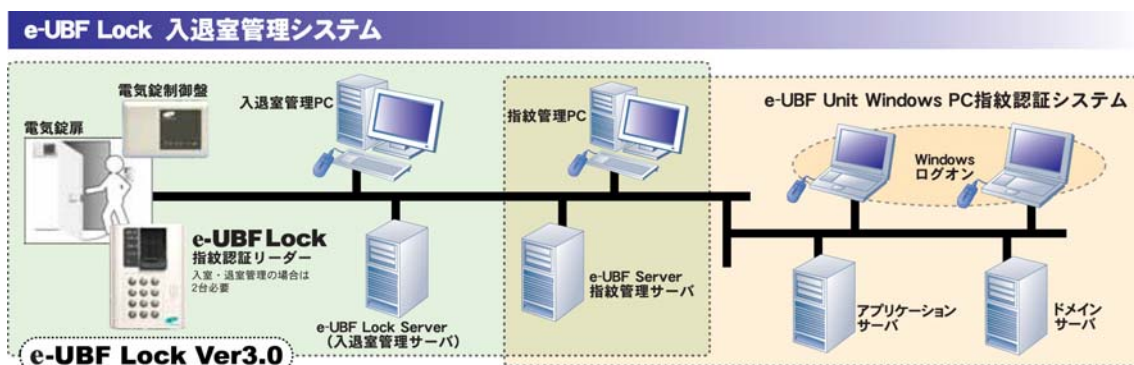 e-UBF Lock 入退室管理システム
電気錠制御盤
電気錠扉
入退室管理PC
指紋管理PC
e-UBF Unit Windows PC指紋認証システム
Windows
ログオン
e-UBF Lock
指紋認証リーダー
入室・退室管理の場合は
2台必要
e-UBF Lock Server
（入退室管理サーバ）
e-UBF Server
指紋管理サーバ
アプリケーション
サーバ
ドメイン
サーバ
e-UBF Lock Ver3.0